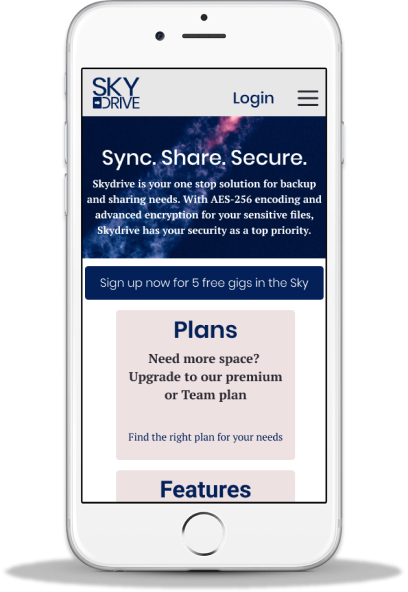 SKY
DRIVE
Login
Sync. Share. Secure.
Skydrive is your one stop solution for backup
and sharing needs. With AES-256 encoding and
advanced encryption for your sensitive files,
Skydrive has your security as a top priority.
Sign up now for 5 free gigs in the Sky
Plans
Need more space?
Upgrade to our premium
or Team plan
Find the right plan for your needs
Features